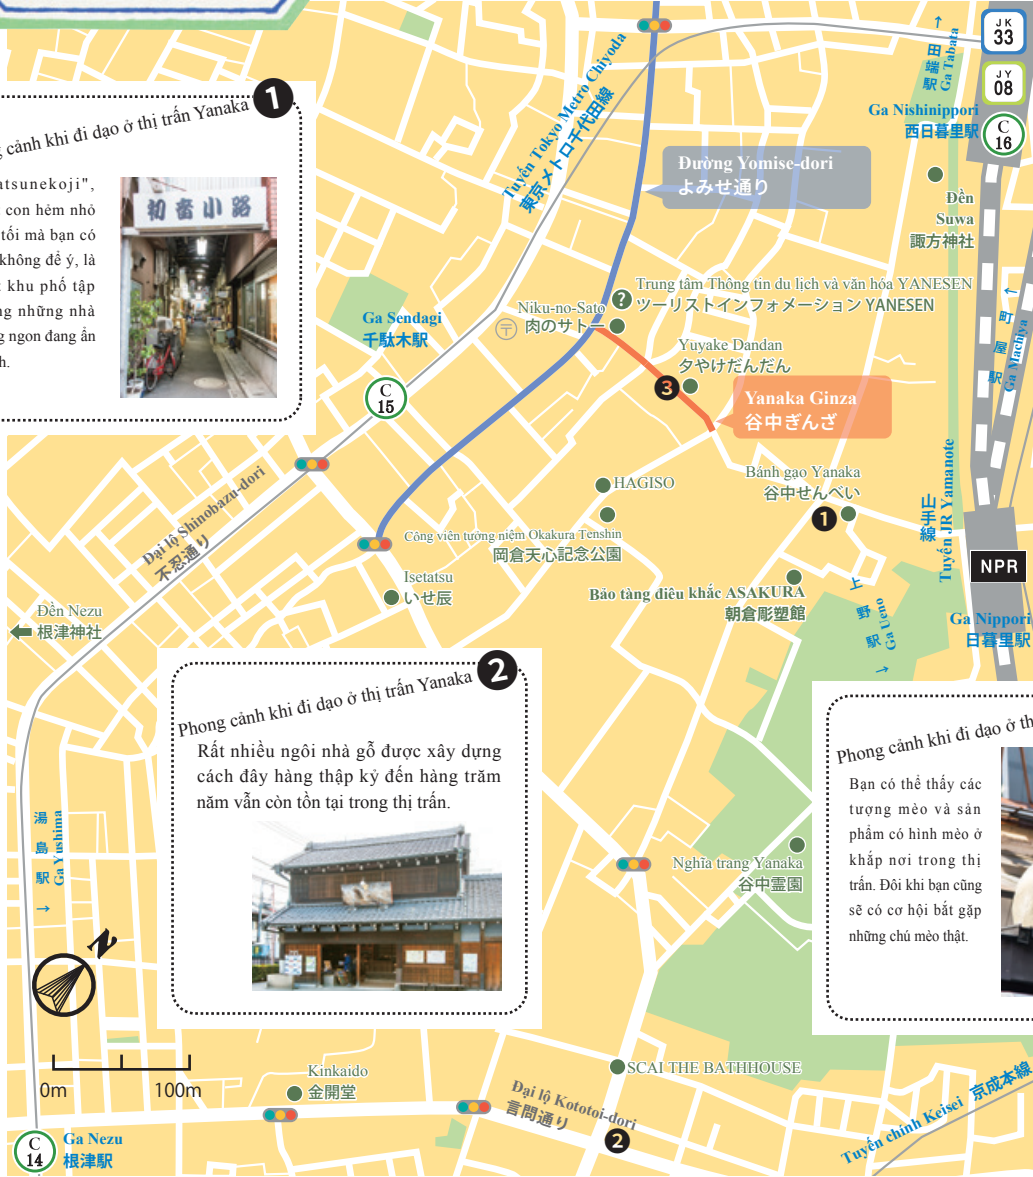 Phong cảnh khi đi dạo ở thị trấn Yanaka
1
cảnh khi đi dạo ở thị trấn Yanaka
atsunekoji",
con hẻm nhỏ
tối mà bạn có
không để ý, là
khu phố tập
những nhà
ngon đang ẩn
初音小路
Tuyến Tokyo Metro Chiyoda
東京メトロ千代田線
↑
田端駅
Ga Tabata
JK
33
JY
08
Ga Nishinippori
西日暮里駅
C
16
Đường Yomise-dori
よみせ通り
Đền
Suwa
諏方神社
Trung tâm Thông tin du lịch và văn hóa YANESEN
?
ツーリストインフォメーション YANESEN
Niku-no-Sato
〒
肉のサトー
Ga Sendagi
千駄木駅
C
15
Yuyake Dandan
夕やけだんだん
3
Yanaka Ginza
谷中ぎんざ
↑
町屋駅
Ga Machiya
Bánh gạo Yanaka
谷中せんべい
1
HAGISO
Công viên tưởng niệm Okakura Tenshin
岡倉天心記念公園
山手線
Tuyến JR Yamanote
NPR
Đại lộ Shinobazu-dori
不忍通り
Isetatsu
いせ辰
Bảo tàng điêu khắc ASAKURA
朝倉彫塑館
上野駅
Ga Ueno
→
Ga Nippori
日暮里駅
Đền Nezu
根津神社
Phong cảnh khi đi dạo ở thị trấn Yanaka
2
Rất nhiều ngôi nhà gỗ được xây dựng
cách đây hàng thập kỷ đến hàng trăm
năm vẫn còn tồn tại trong thị trấn.
Phong cảnh khi đi dạo ở
Bạn có thể thấy các
tượng mèo và sản
phẩm có hình mèo ở
khắp nơi trong thị
trấn. Đôi khi bạn cũng
sẽ có cơ hội bắt gặp
những chú mèo thật.
湯島駅
Ga Yushima
→
Nghĩa trang Yanaka
谷中霊園
N
0m 100m
Kinkaido
金開堂
SCAI THE BATHHOUSE
Đại lộ Kototoi-dori
言問通り
2
Tuyến chính Keisei 京成本線
C
14
Ga Nezu
根津駅